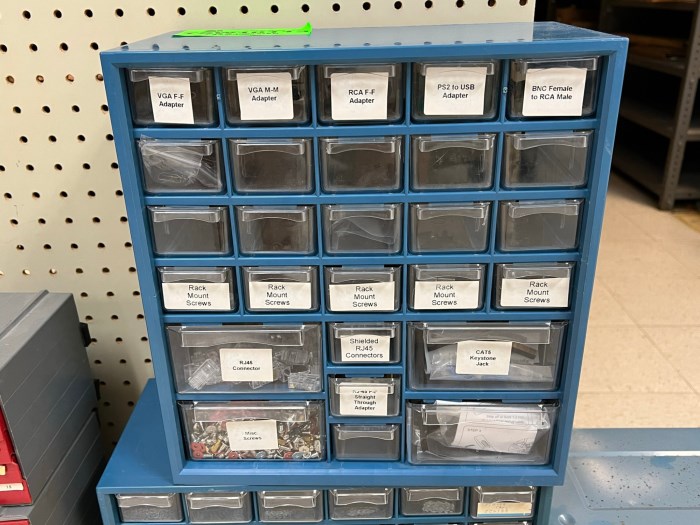 VGA F-F
Adapter
VGA M-M
Adapter
RCA F-F
Adapter
PS2 to USB
Adapter
BNC Female
to RCA Male
Rack
Mount
Screws
Rack
Mount
Screws
Rack
Mount
Screws
Rack
Mount
Screws
Rack
Mount
Screws
RJ45
Connector
Shielded
RJ45
Connectors
CAT5
Keystone
Jack
Straight
Through
Adapter
Misc.
Screws